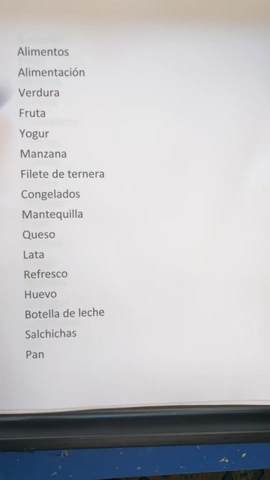 Alimentos
Alimentación
Verdura
Fruta
Yogur
Manzana
Filete de ternera
Congelados
Mantequilla
Queso
Lata
Refresco
Huevo
Botella de leche
Salchichas
Pan